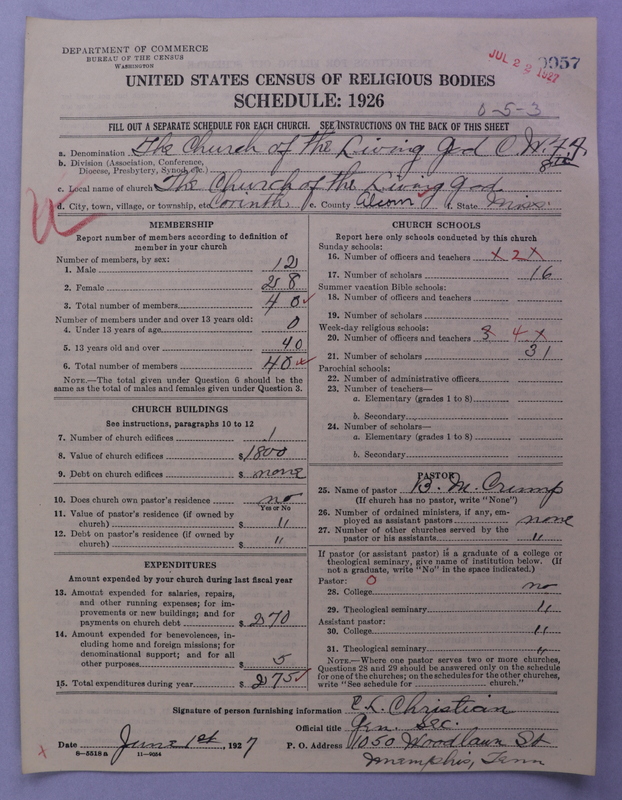 DEPARTMENT OF COMMERCE
BUREAU OF THE CENSUS
WASHINGTON
JUL 2 2 1927
9957
UNITED STATES CENSUS OF RELIGIOUS BODIES
SCHEDULE: 1926
0-5-3
FILL OUT A SEPARATE SCHEDULE FOR EACH CHURCH. SEE INSTRUCTIONS ON THE BACK OF THIS SHEET
a. Denomination The Church of the Living God C. W. F. F.
b. Division (Association, Conference, Diocese, Presbytery, Synod, etc.)
c. Local name of church The Church of the Living God
d. City, town, village, or township, etc. Corinth e. County Alcorn f. State Miss.
MEMBERSHIP
Report number of members according to definition of member in your church
Number of members, by sex:
1. Male 12
2. Female 28
3. Total number of members 40
Number of members under and over 13 years old:
4. Under 13 years of age 0
5. 13 years old and over 40
6. Total number of members 40
NOTE.—The total given under Question 6 should be the same as the total of males and females given under Question 3.
CHURCH BUILDINGS
See instructions, paragraphs 10 to 12
7. Number of church edifices 1
8. Value of church edifices $1800
9. Debt on church edifices $ none
10. Does church own pastor's residence no
Yes or No
11. Value of pastor's residence (if owned by church) $ "
12. Debt on pastor's residence (if owned by church) $ "
EXPENDITURES
Amount expended by your church during last fiscal year
13. Amount expended for salaries, repairs, and other running expenses; for improvements or new buildings; and for payments on church debt $ 270
14. Amount expended for benevolences, including home and foreign missions; for denominational support; and for all other purposes $ 5
15. Total expenditures during year $ 275
CHURCH SCHOOLS
Report here only schools conducted by this church
Sunday schools:
16. Number of officers and teachers x 2 x
17. Number of scholars 16
Summer vacation Bible schools:
18. Number of officers and teachers
19. Number of scholars
Week-day religious schools:
20. Number of officers and teachers 3 4 x
21. Number of scholars 31
Parochial schools:
22. Number of administrative officers
23. Number of teachers—
a. Elementary (grades 1 to 8)
b. Secondary
24. Number of scholars—
a. Elementary (grades 1 to 8)
b. Secondary
PASTOR
25. Name of pastor B. M. Crump
(If church has no pastor, write "None")
26. Number of ordained ministers, if any, employed as assistant pastors none
27. Number of other churches served by the pastor or his assistants "
If pastor (or assistant pastor) is a graduate of a college or theological seminary, give name of institution below. (If not a graduate, write "No" in the space indicated.)
Pastor: O
28. College no
29. Theological seminary "
Assistant pastor:
30. College "
31. Theological seminary "
NOTE.—Where one pastor serves two or more churches, Questions 28 and 29 should be answered only on the schedule for one of the churches; on the schedules for the other churches, write "See schedule for church."
Signature of person furnishing information E. L. Christian
Official title Gen. Sec.
Date June 1st, 1927 P. O. Address 1050 Woodlawn St
Memphis, Tenn
8—5518 a 11—9054